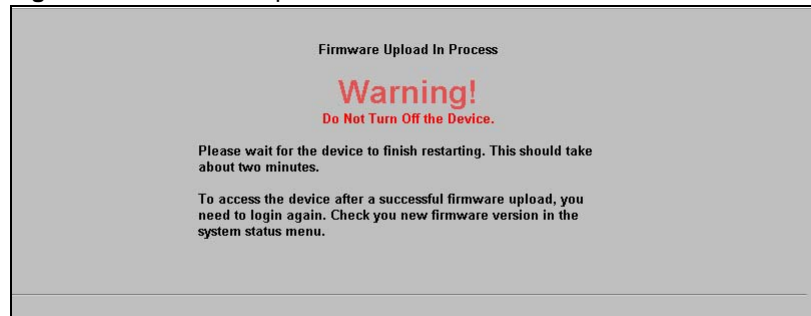 Firmware Upload In Process
Warning!
Do Not Turn Off the Device.
Please wait for the device to finish restarting. This should take
about two minutes.
To access the device after a successful firmware upload, you
need to login again. Check you new firmware version in the
system status menu.